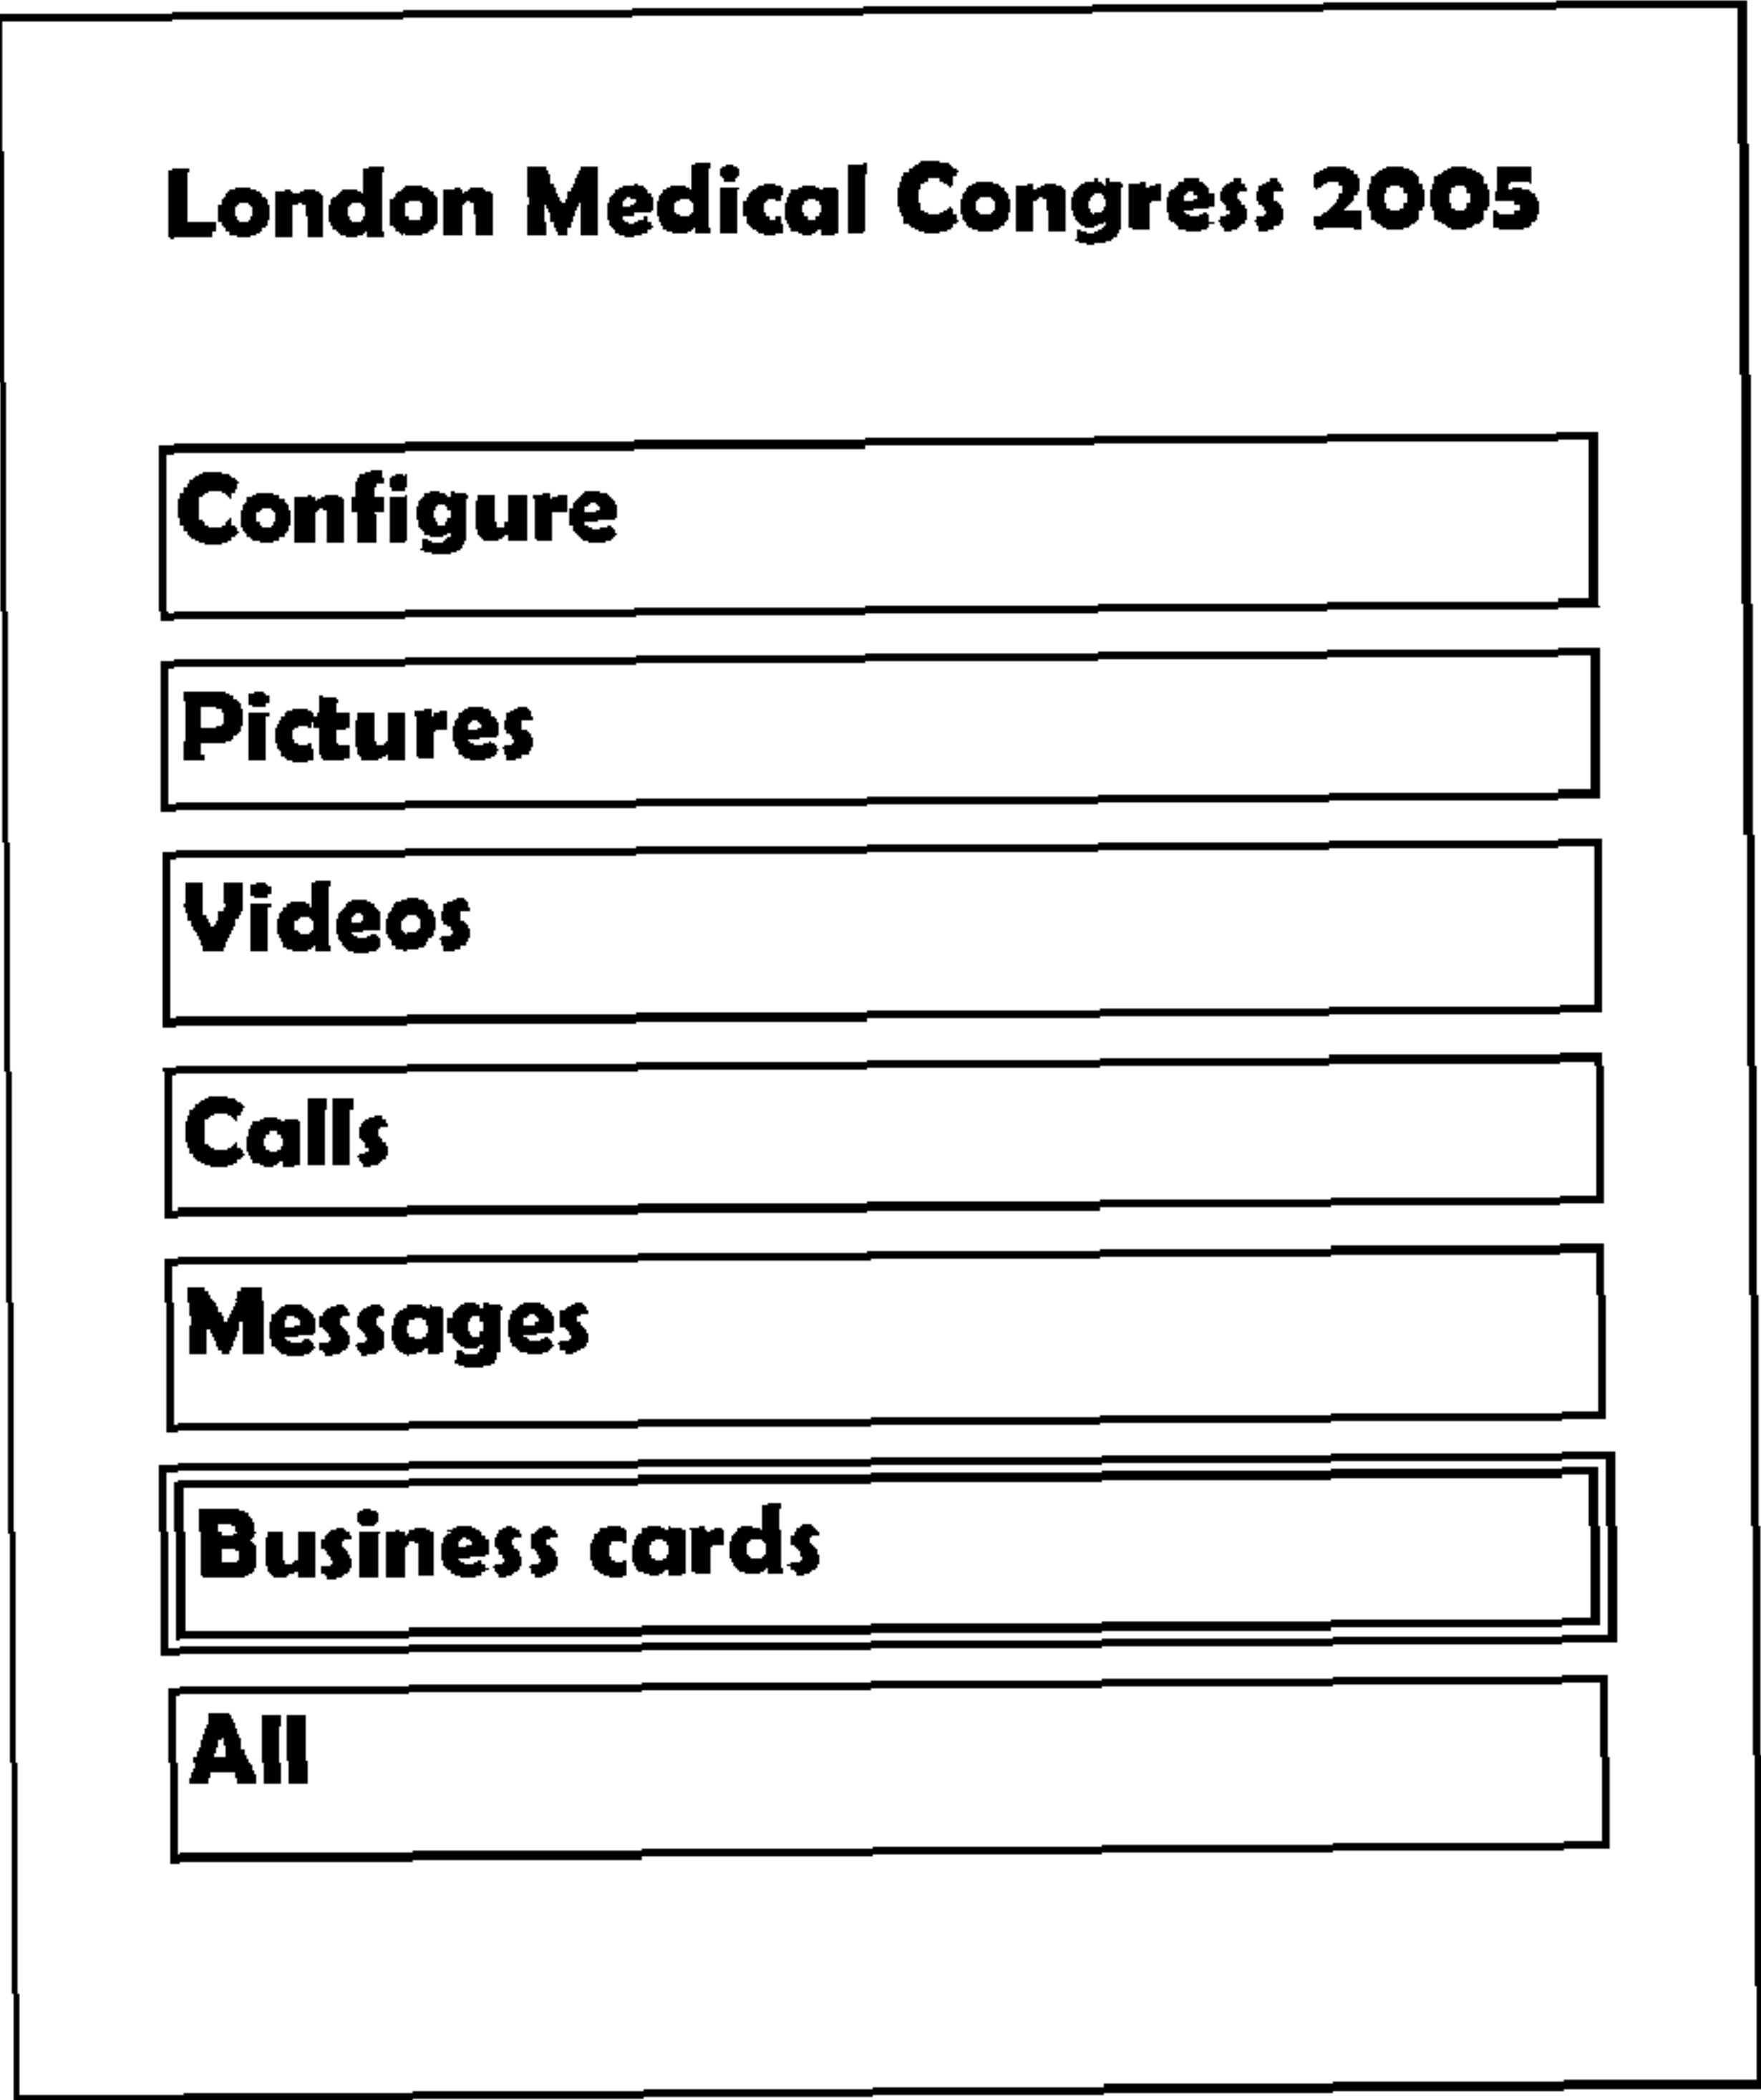 London Medical Congress 2005
Configure
Pictures
Videos
Calls
Messages
Business cards
All